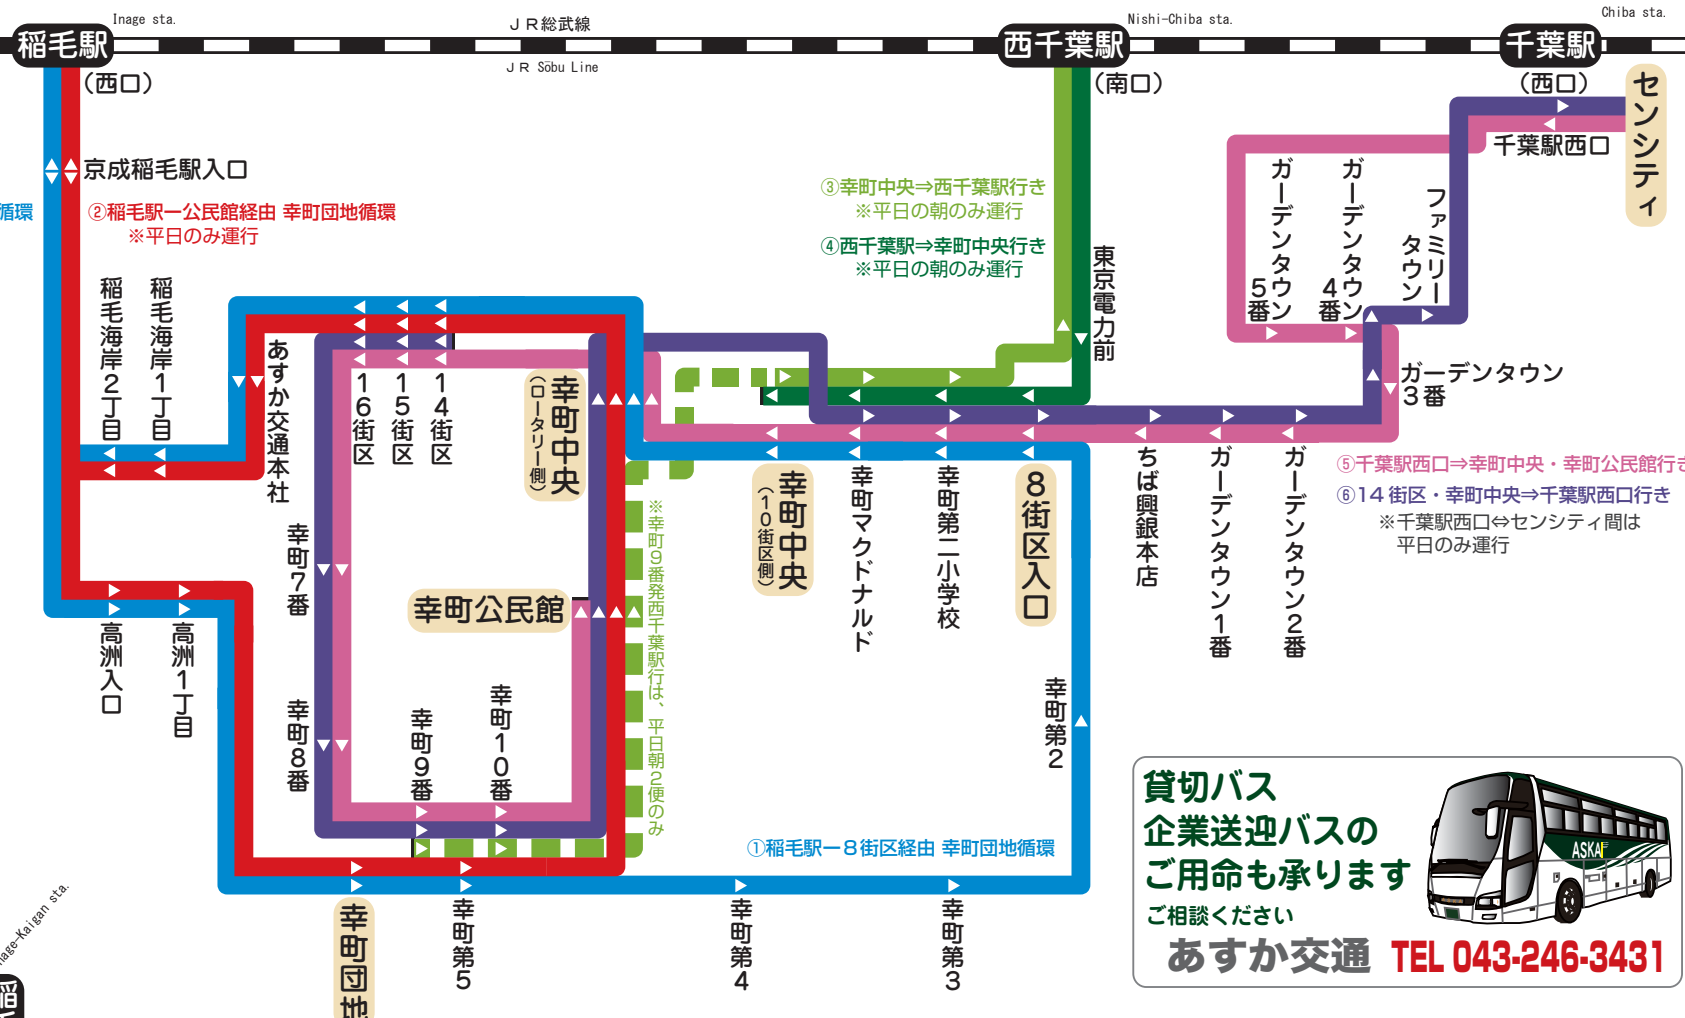 Inage sta.
ＪＲ総武線
Nishi-Chiba sta.
Chiba sta.
稲毛駅
西千葉駅
千葉駅
ＪＲ Sōbu Line
（西口）
（南口）
（西口）
センシティ
千葉駅西口
京成稲毛駅入口
循環
②稲毛駅ー公民館経由 幸町団地循環
※平日のみ運行
③幸町中央⇒西千葉駅行き
※平日の朝のみ運行
④西千葉駅⇒幸町中央行き
※平日の朝のみ運行
東京電力前
ガーデンタウン
5番
ガーデンタウン
4番
ファミリー
タウン
稲毛海岸2丁目
稲毛海岸1丁目
あすか交通本社
16街区
15街区
14街区
幸町中央
（ロータリー側）
ガーデンタウン
3番
幸町中央
（10街区側）
幸町マクドナルド
幸町第二小学校
8街区入口
ちば興銀本店
ガーデンタウン1番
ガーデンタウン2番
⑤千葉駅西口⇒幸町中央・幸町公民館行き
⑥14街区・幸町中央⇒千葉駅西口行き
※千葉駅西口⇔センシティ間は
平日のみ運行
幸町7番
※幸町9番発西千葉駅行は、平日朝2便のみ
幸町公民館
高洲入口
高洲1丁目
幸町8番
幸町9番
幸町10番
幸町第2
①稲毛駅ー8街区経由 幸町団地循環
幸町団地
幸町第5
幸町第4
幸町第3
貸切バス
企業送迎バスの
ご用命も承ります
ご相談ください
ASKA
あすか交通 TEL 043-246-3431
nage-Kaigan sta.
稲